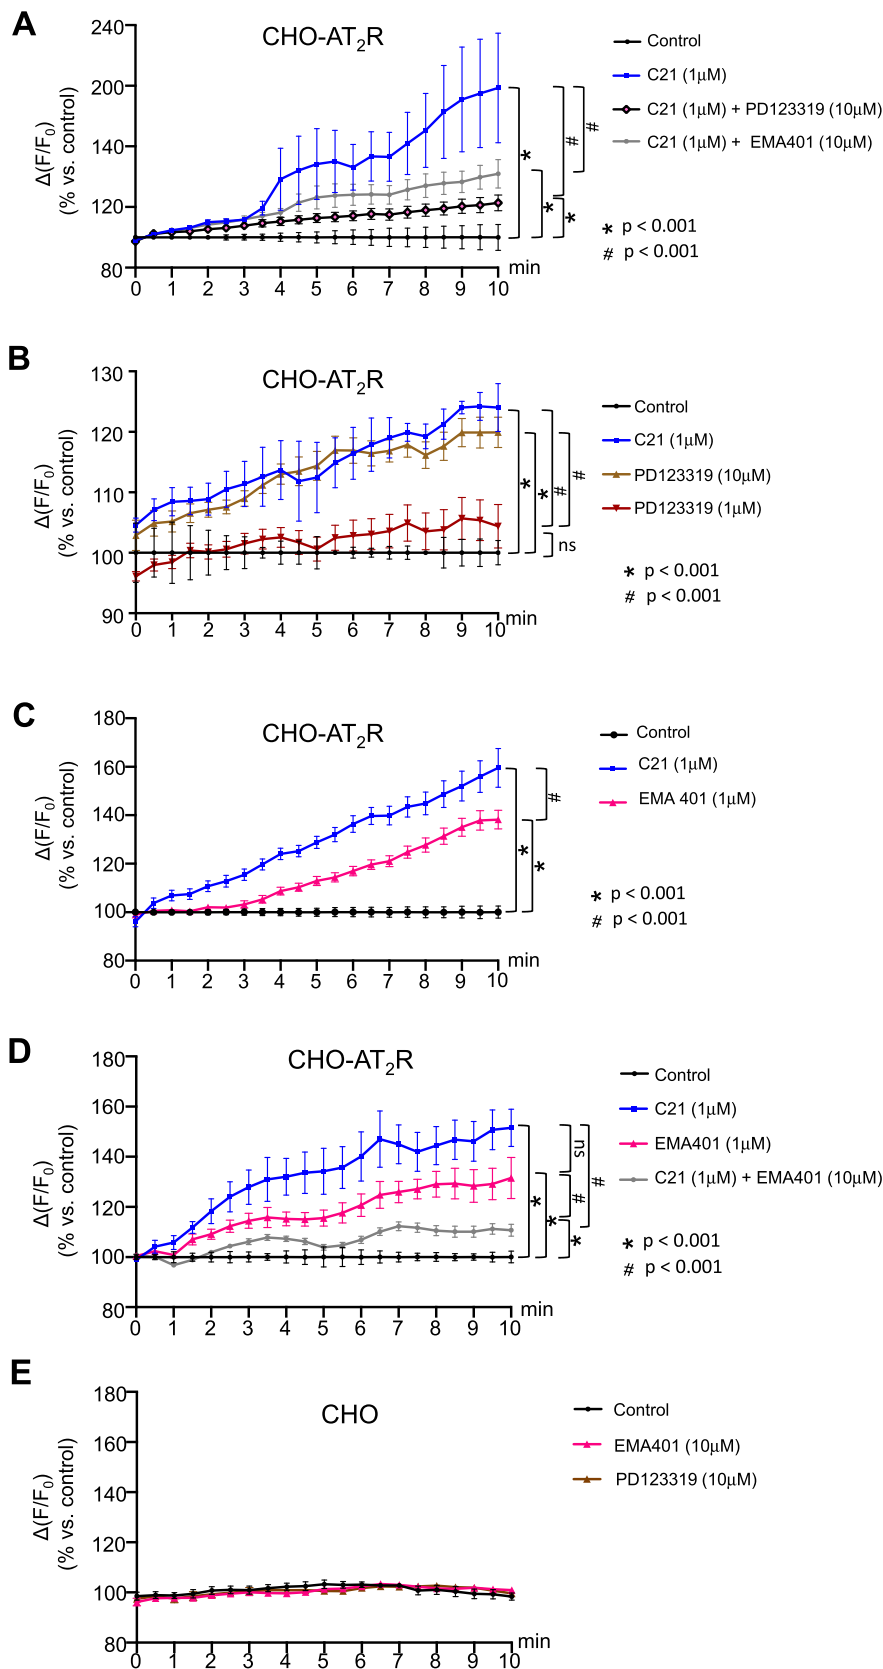 A
CHO-AT2R
Δ(F/F0)
(% vs. control)
240
200
140
120
80
0 1 2 3 4 5 6 7 8 9 10
min
Control
C21 (1μM)
C21 (1μM) + PD123319 (10μM)
C21 (1μM) + EMA401 (10μM)
* * * # #
* p < 0.001
# p < 0.001
B
CHO-AT2R
Δ(F/F0)
(% vs. control)
130
120
110
100
90
0 1 2 3 4 5 6 7 8 9 10
min
Control
C21 (1μM)
PD123319 (10μM)
PD123319 (1μM)
* * # #
ns
* p < 0.001
# p < 0.001
C
CHO-AT2R
Δ(F/F0)
(% vs. control)
180
160
140
120
100
80
0 1 2 3 4 5 6 7 8 9 10
min
Control
C21 (1μM)
EMA 401 (1μM)
#
* *
* p < 0.001
# p < 0.001
D
CHO-AT2R
Δ(F/F0)
(% vs. control)
180
160
140
120
100
80
0 1 2 3 4 5 6 7 8 9 10
min
Control
C21 (1μM)
EMA401 (1μM)
C21 (1μM) + EMA401 (10μM)
ns
* * * # #
* p < 0.001
# p < 0.001
E
CHO
Δ(F/F0)
(% vs. control)
180
160
140
120
100
80
0 1 2 3 4 5 6 7 8 9 10
min
Control
EMA401 (10μM)
PD123319 (10μM)